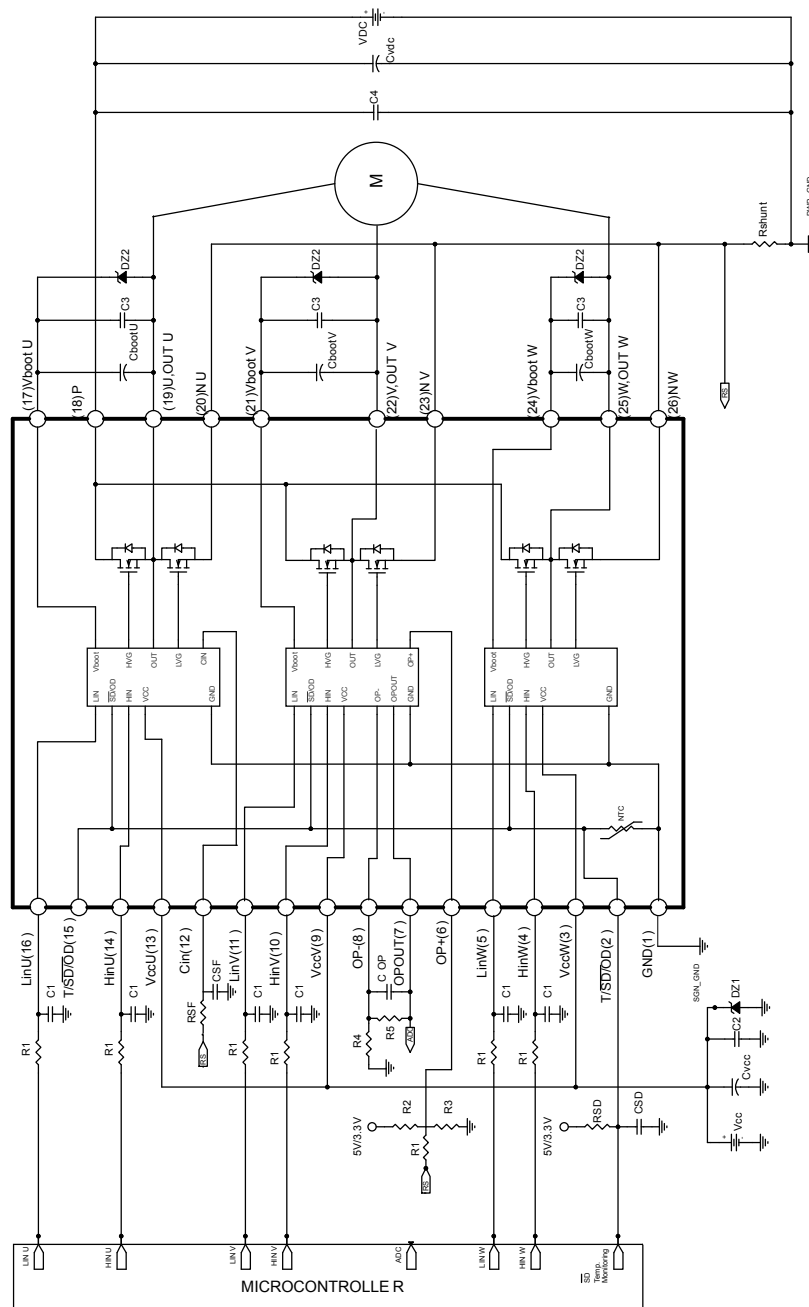 VDC
+
-
Cvdc
C4
M
Rshunt
DZ2
C3
CbootU
DZ2
C3
CbootV
DZ2
C3
CbootW
RS
(17)Vboot U
(18)P
(19)U,OUT U
(20)N U
(21)Vboot V
(22)V,OUT V
(23)N V
(24)Vboot W
(25)W,OUT W
(26)N W
Vboot
HVG
OUT
LVG
CIN
LIN
SD/OD
HIN
VCC
GND
Vboot
HVG
OUT
LVG
OP+
LIN
SD/OD
HIN
VCC
OP-
OPOUT
GND
Vboot
HVG
OUT
LVG
LIN
SD/OD
HIN
VCC
GND
NTC
LinU(16)
T/SD/OD(15)
HinU(14)
VccU(13)
Cin(12)
LinV(11)
HinV(10)
VccV(9)
OP-(8)
OPOUT(7)
OP+(6)
LinW(5)
HinW(4)
VccW(3)
T/SD/OD(2)
GND(1)
SGN_GND
C1
R1
C1
R1
CSF
RSF
RS
C1
R1
C1
R1
C OP
R4
R5
ADC
5V/3.3V
R2
R3
R1
RS
C1
R1
C1
R1
5V/3.3V
RSD
CSD
DZ1
C2
Cvcc
Vcc
+
-
LIN U
HIN U
LIN V
HIN V
ADC
LIN W
HIN W
SD
Temp.
Monitoring
MICROCONTROLLE R